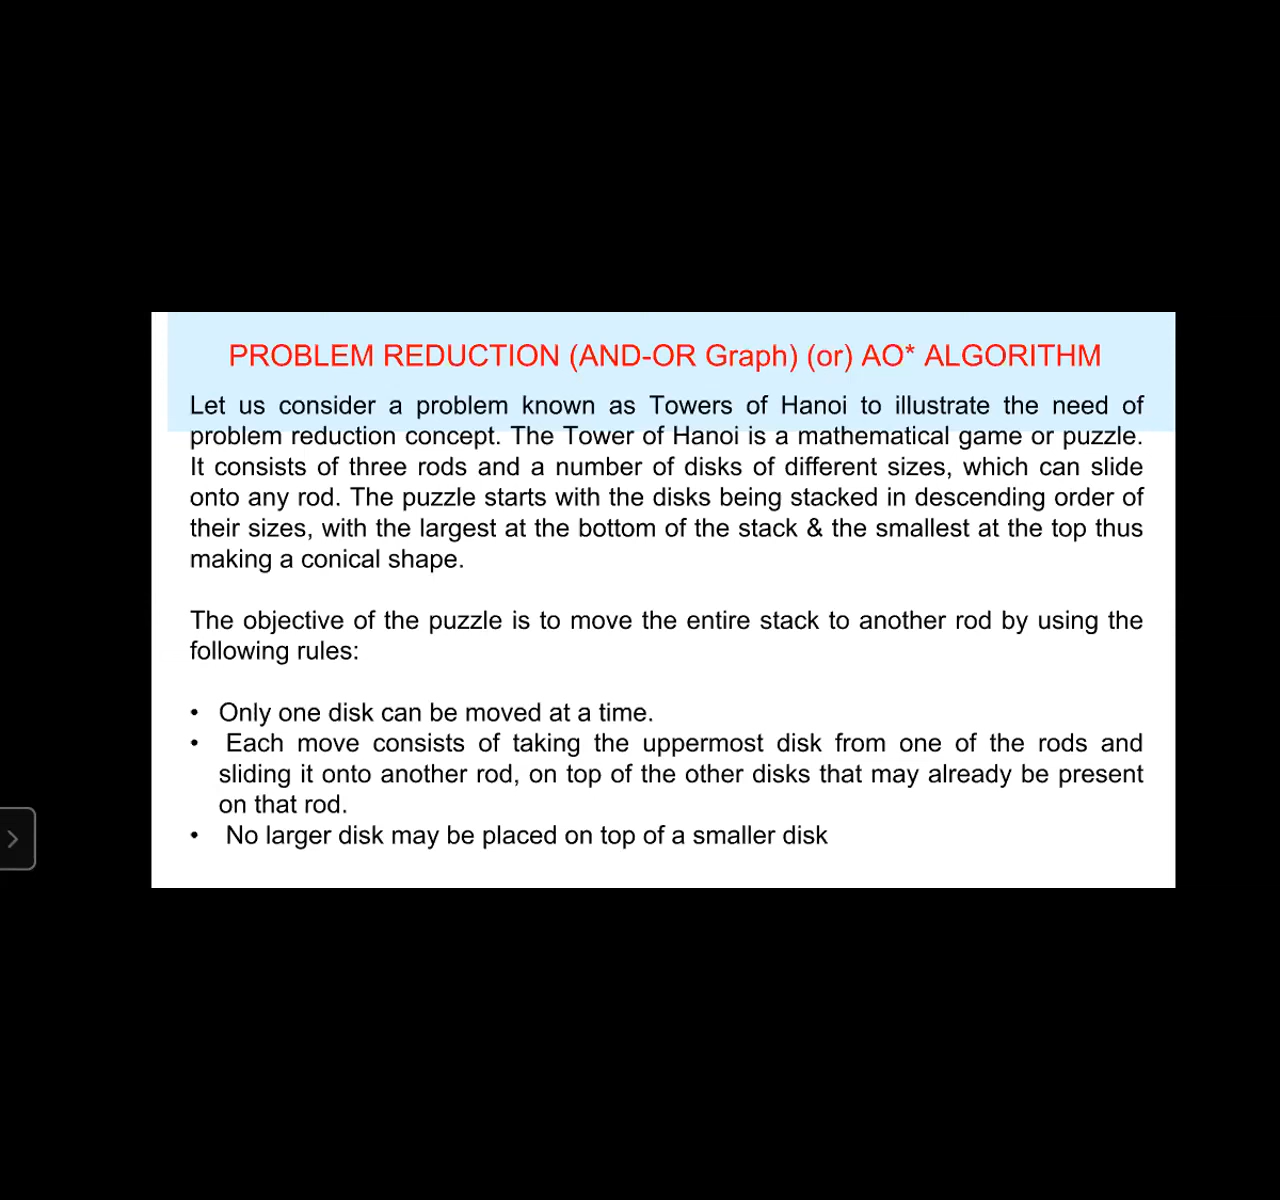 PROBLEM REDUCTION (AND-OR Graph) (or) AO* ALGORITHM
Let us consider a problem known as Towers of Hanoi to illustrate the need of
problem reduction concept. The Tower of Hanoi is a mathematical game or puzzle.
It consists of three rods and a number of disks of different sizes, which can slide
onto any rod. The puzzle starts with the disks being stacked in descending order of
their sizes, with the largest at the bottom of the stack & the smallest at the top thus
making a conical shape.
The objective of the puzzle is to move the entire stack to another rod by using the
following rules:
• Only one disk can be moved at a time.
• Each move consists of taking the uppermost disk from one of the rods and
sliding it onto another rod, on top of the other disks that may already be present
on that rod.
• No larger disk may be placed on top of a smaller disk